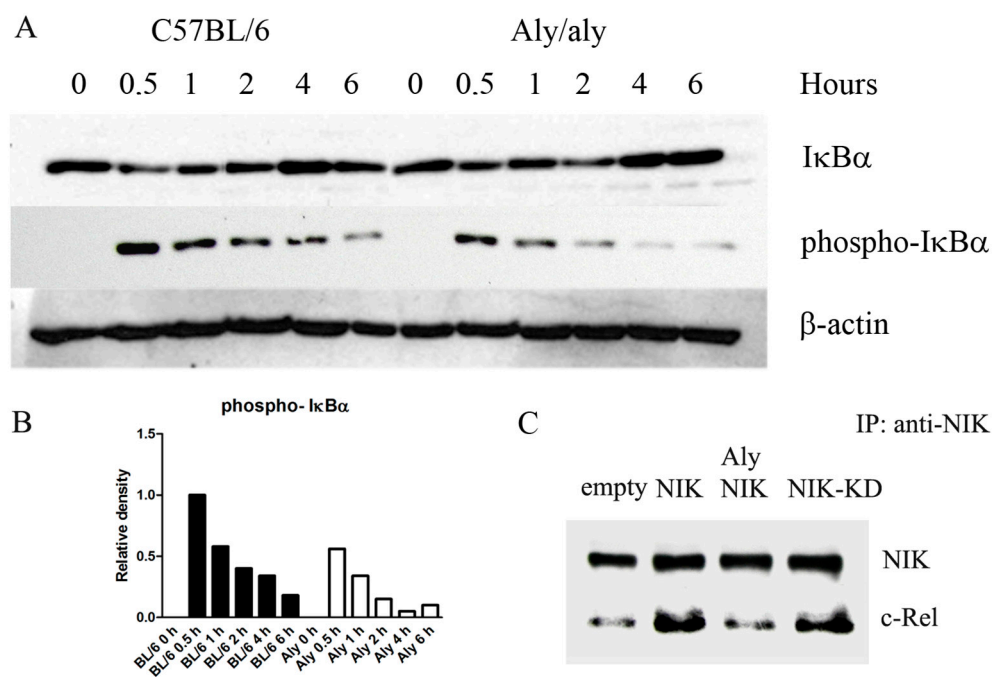 A
C57BL/6 Aly/aly
0 0.5 1 2 4 6 0 0.5 1 2 4 6 Hours
IκBα
phospho-IκBα
β-actin
B
phospho- IκBα
1.5
1.0
0.5
0.0
Relative density
BL/6 0 h
BL/6 0.5 h
BL/6 1 h
BL/6 2 h
BL/6 4 h
BL/6 6 h
Aly 0 h
Aly 0.5 h
Aly 1 h
Aly 2 h
Aly 4 h
Aly 6 h
C
IP: anti-NIK
Aly
empty NIK NIK NIK-KD
NIK
c-Rel